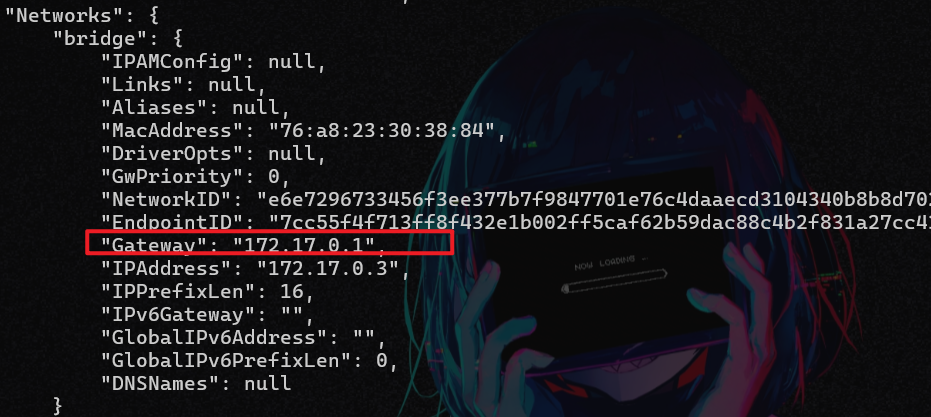 "Networks": {
"bridge": {
"IPAMConfig": null,
"Links": null,
"Aliases": null,
"MacAddress": "76:a8:23:30:38:84",
"DriverOpts": null,
"GwPriority": 0,
"NetworkID": "e6e7296733456f3ee377b7f9847701e76c4daaecd3104340b8b8d70
"EndpointID": "7cc55f4f713ff8f432e1b002ff5caf62b59dac88c4b2f831a27cc4
"Gateway": "172.17.0.1",
"IPAddress": "172.17.0.3",
"IPPrefixLen": 16,
"IPv6Gateway": "",
"GlobalIPv6Address": "",
"GlobalIPv6PrefixLen": 0,
"DNSNames": null
}
NOW LOADING